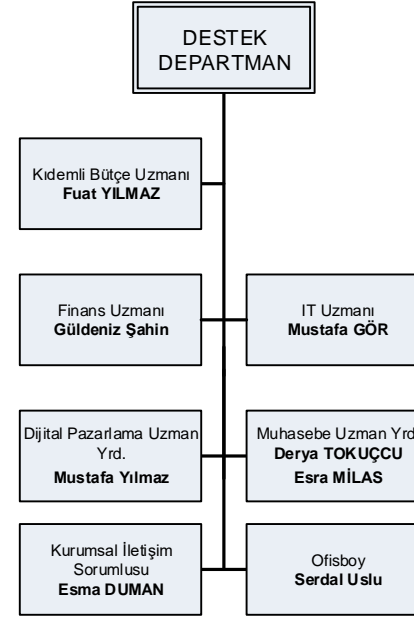 DESTEK
DEPARTMAN
Kıdemli Bütçe Uzmanı
Fuat YILMAZ
Finans Uzmanı
Güldeniz Şahin
IT Uzmanı
Mustafa GÖR
Dijital Pazarlama Uzman
Yrd.
Mustafa Yılmaz
Muhasebe Uzman Yrd
Derya TOKUÇCU
Esra MİLAS
Kurumsal İletişim
Sorumlusu
Esma DUMAN
Ofisboy
Serdal Uslu